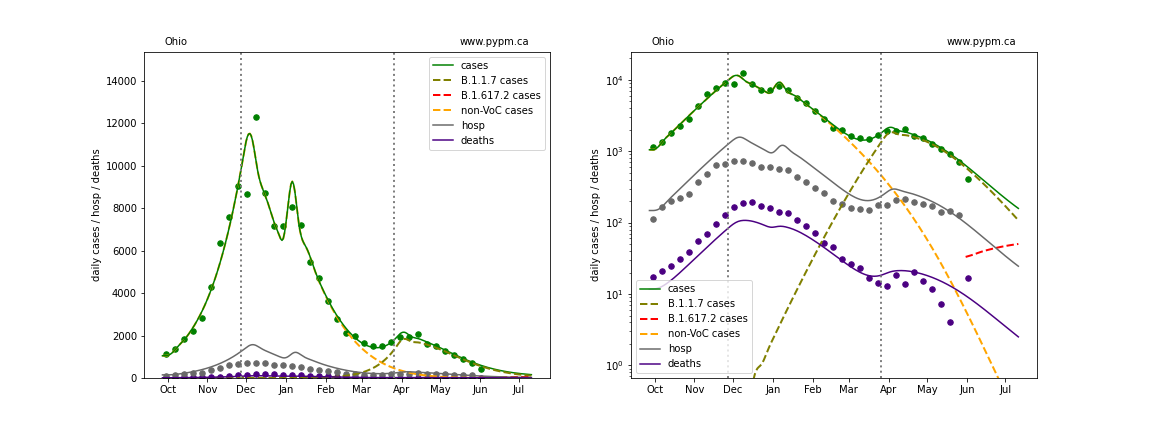 Ohio www.pypm.ca
cases
B.1.1.7 cases
B.1.617.2 cases
non-VoC cases
hosp
deaths
daily cases / hosp / deaths
14000
12000
10000
8000
6000
4000
2000
0
Oct Nov Dec Jan Feb Mar Apr May Jun Jul
Ohio www.pypm.ca
daily cases / hosp / deaths
10⁴
10³
10²
10¹
10⁰
cases
B.1.1.7 cases
B.1.617.2 cases
non-VoC cases
hosp
deaths
Oct Nov Dec Jan Feb Mar Apr May Jun Jul